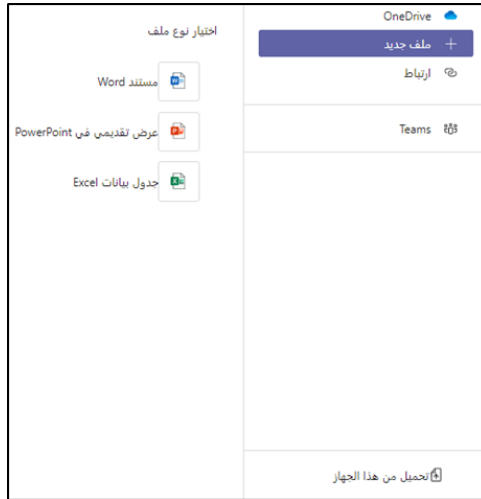 OneDrive
ملف جديد
ارتباط
Teams
تحميل من هذا الجهاز
اختيار نوع ملف
مستند Word
عرض تقديمي في PowerPoint
جدول بيانات Excel